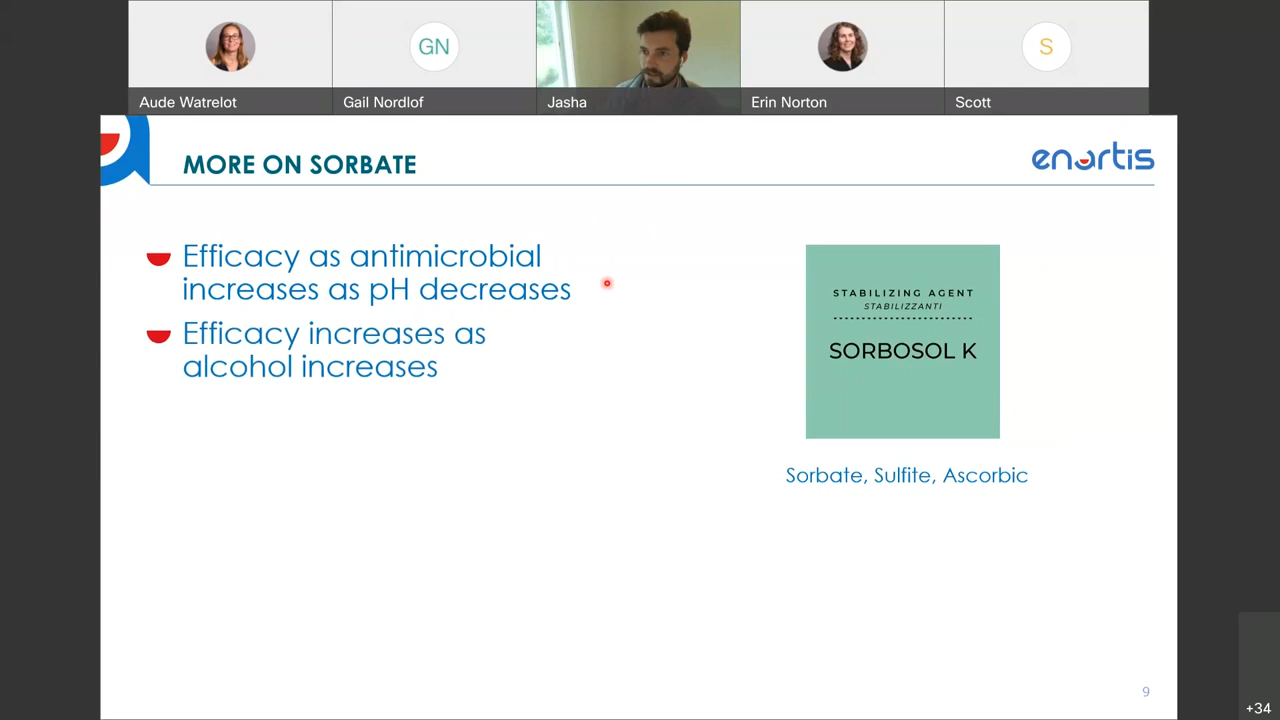 GN
S
Aude Watrelot
Gail Nordlof
Jasha
Erin Norton
Scott
MORE ON SORBATE
enartis
Efficacy as antimicrobial
increases as pH decreases
Efficacy increases as
alcohol increases
STABILIZING AGENT
STABILIZZANTI
SORBOSOL K
Sorbate, Sulfite, Ascorbic
9
+34